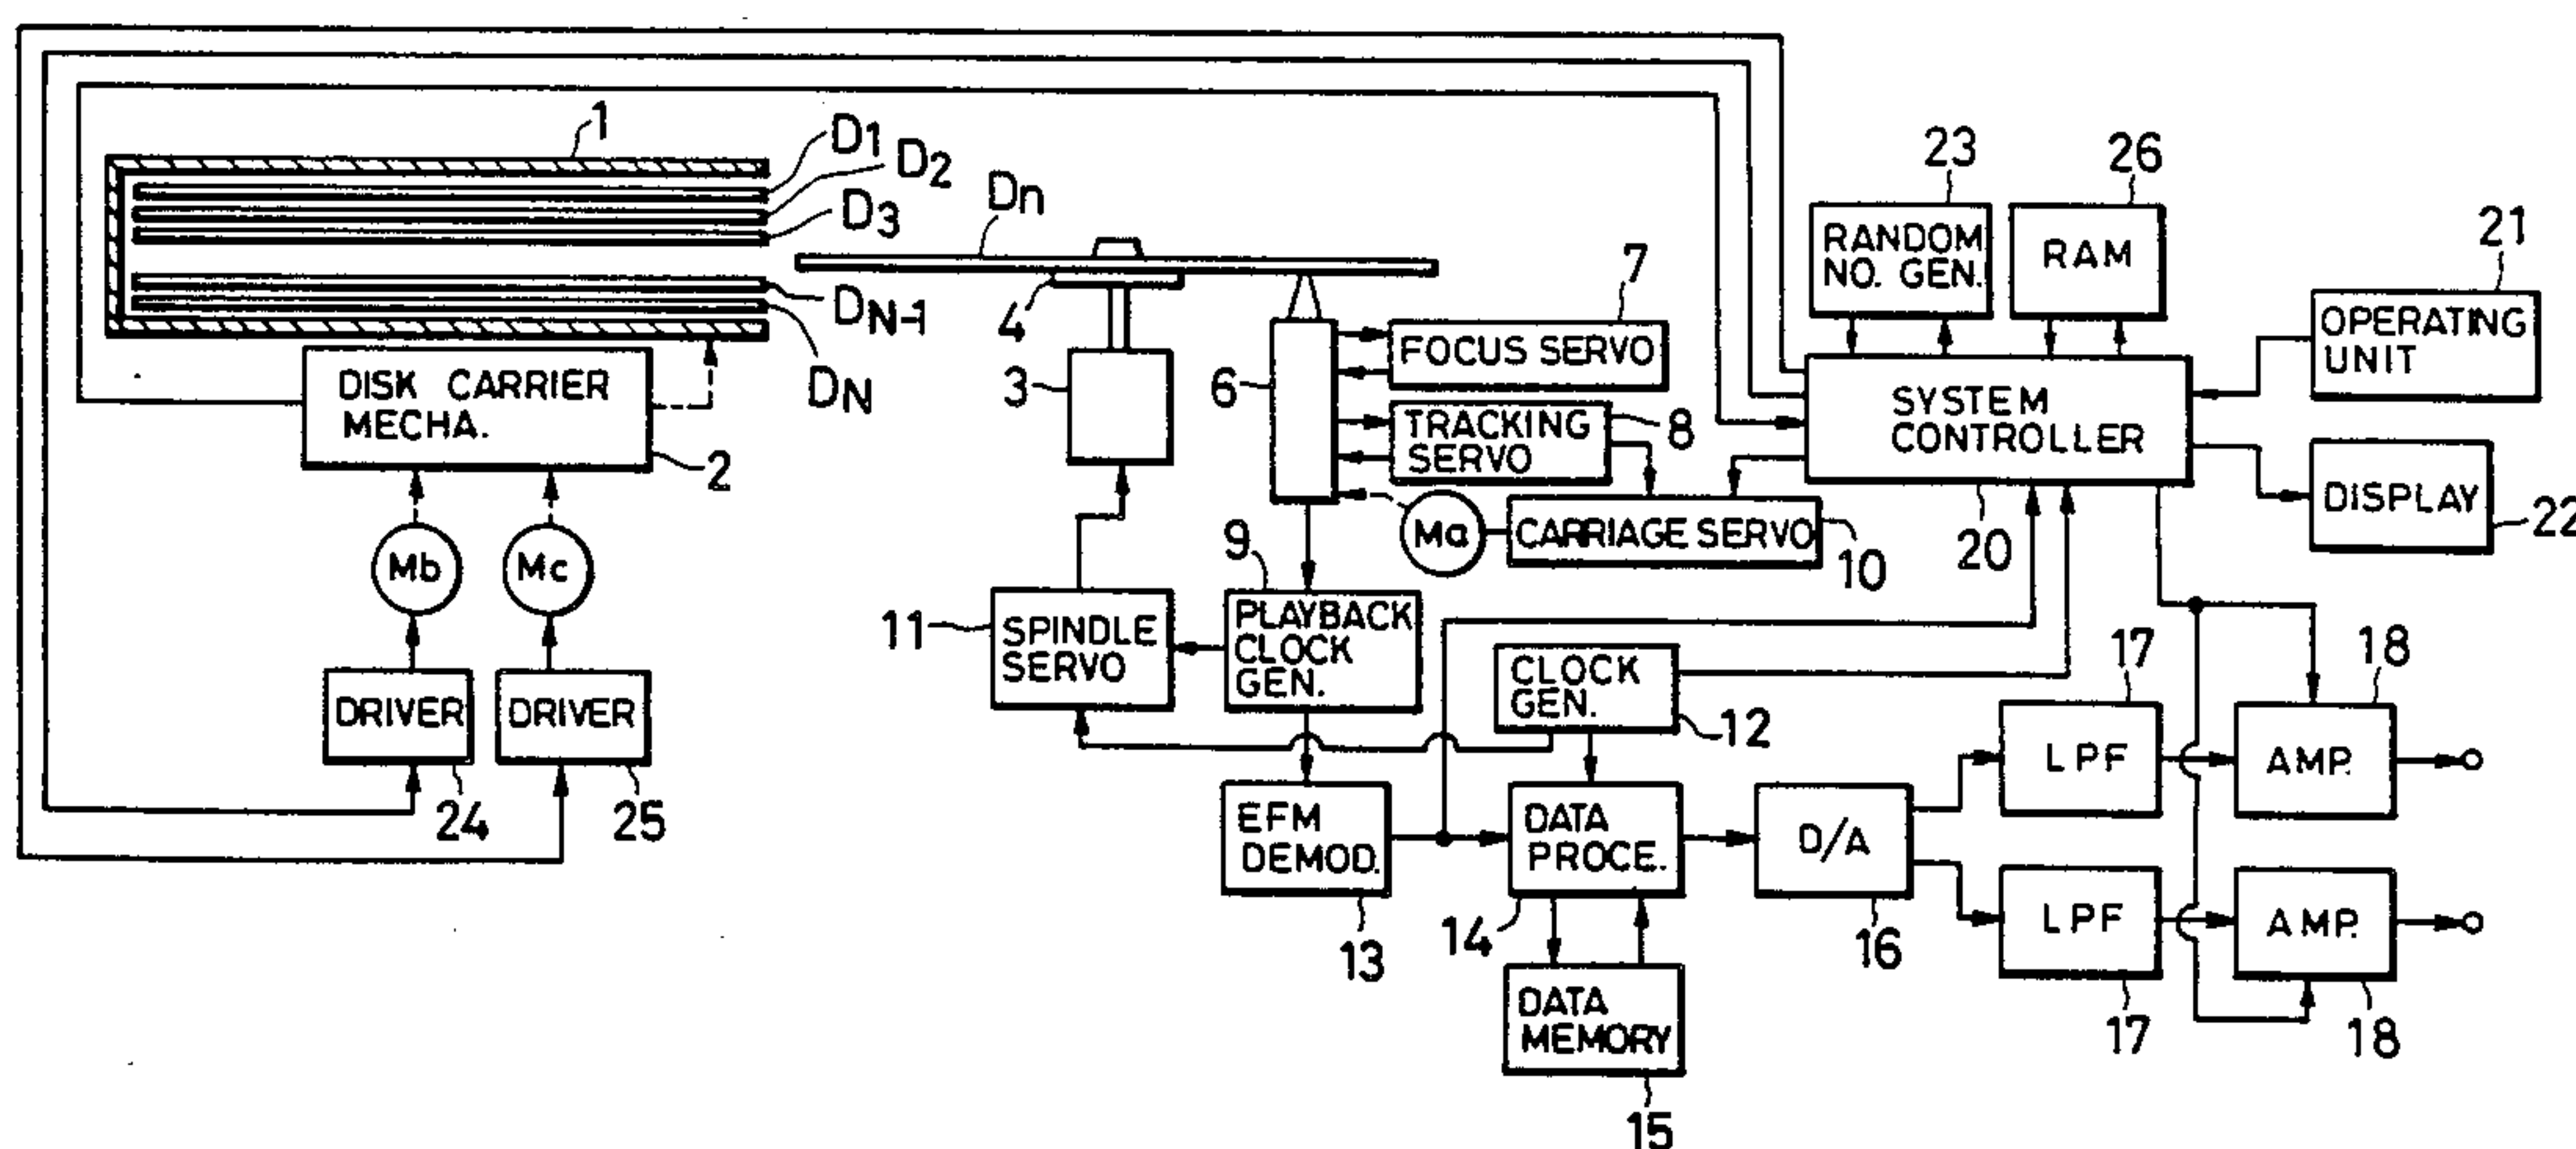 1
D1
D2
D3
Dn
DN-1
DN
4
3
6
7
FOCUS SERVO
TRACKING
SERVO
8
Ma
CARRIAGE SERVO
10
23
RANDOM
NO. GEN.
26
RAM
21
OPERATING
UNIT
SYSTEM
CONTROLLER
20
DISPLAY
22
DISK CARRIER
MECHA.
2
Mb
Mc
DRIVER
24
DRIVER
25
11
SPINDLE
SERVO
9
PLAYBACK
CLOCK
GEN.
CLOCK
GEN.
12
EFM
DEMOD.
13
DATA
PROCE.
14
DATA
MEMORY
15
D/A
16
17
LPF
18
AMP.
LPF
17
AMP.
18